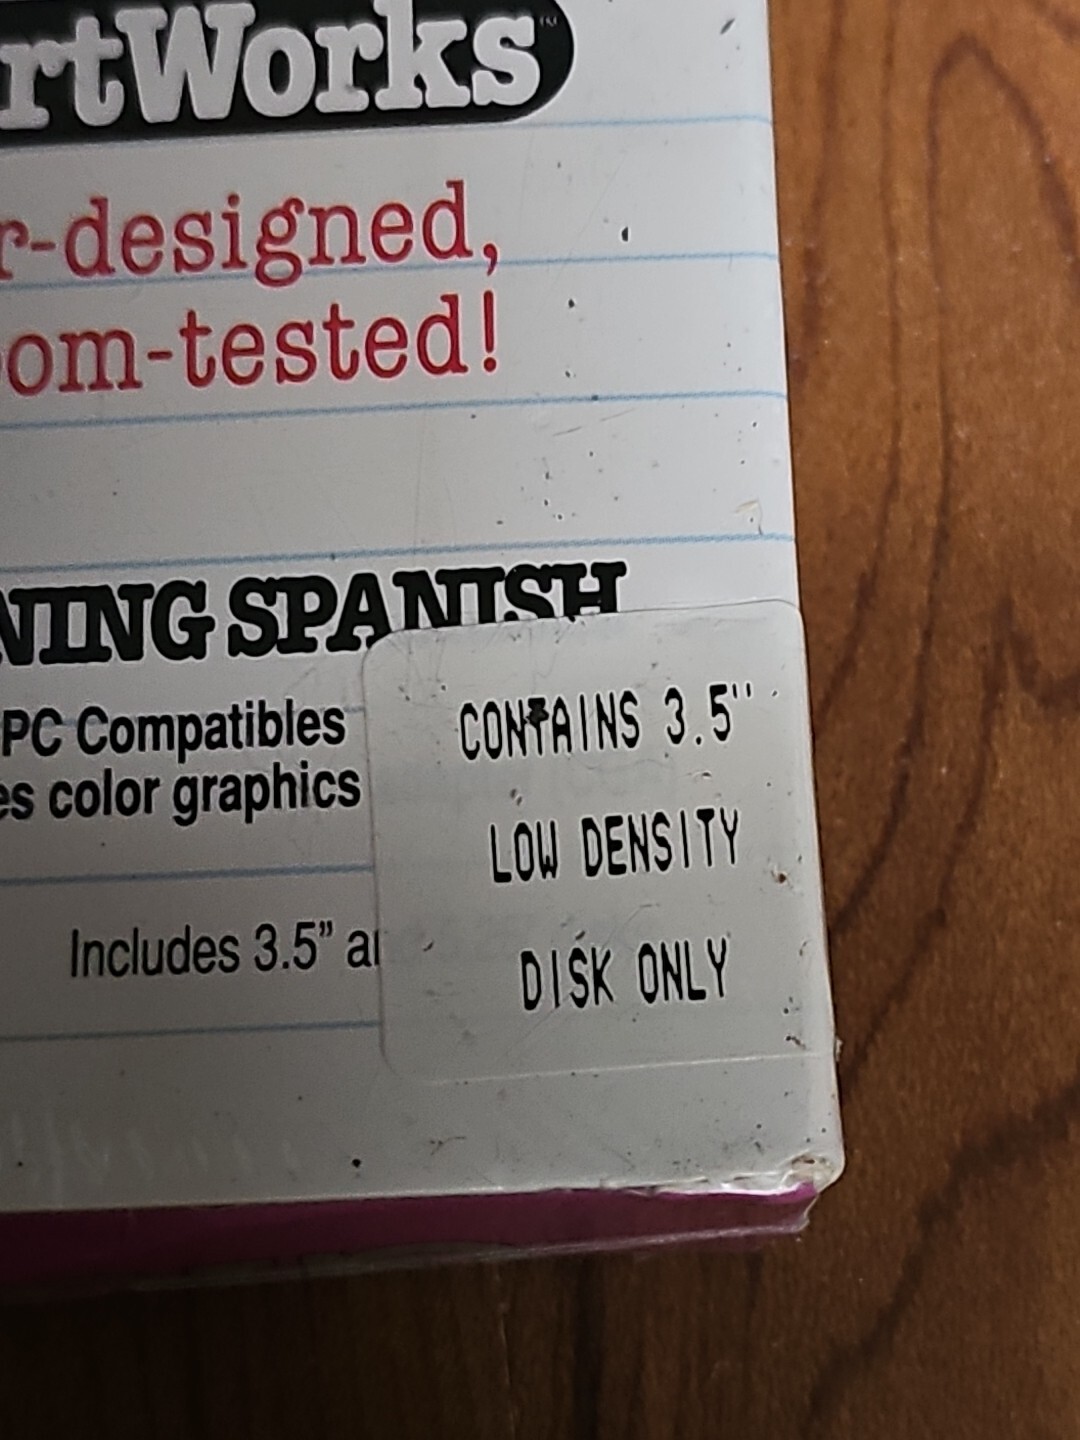 rtWorks™
r-designed,
om-tested!
NING SPANISH
PC Compatibles
es color graphics
Includes 3.5” a
CONTAINS 3.5"
LOW DENSITY
DISK ONLY